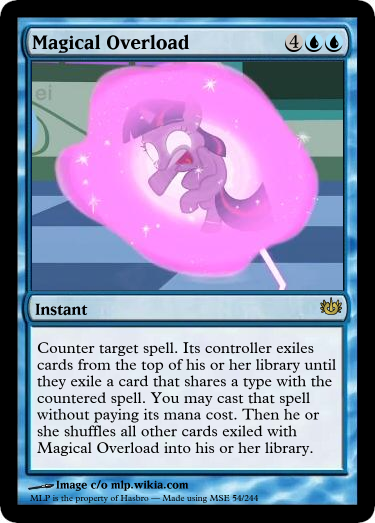 Magical Overload 4
ei
Instant
Counter target spell. Its controller exiles
cards from the top of his or her library until
they exile a card that shares a type with the
countered spell. You may cast that spell
without paying its mana cost. Then he or
she shuffles all other cards exiled with
Magical Overload into his or her library.
Image c/o mlp.wikia.com
MLP is the property of Hasbro — Made using MSE 54/244